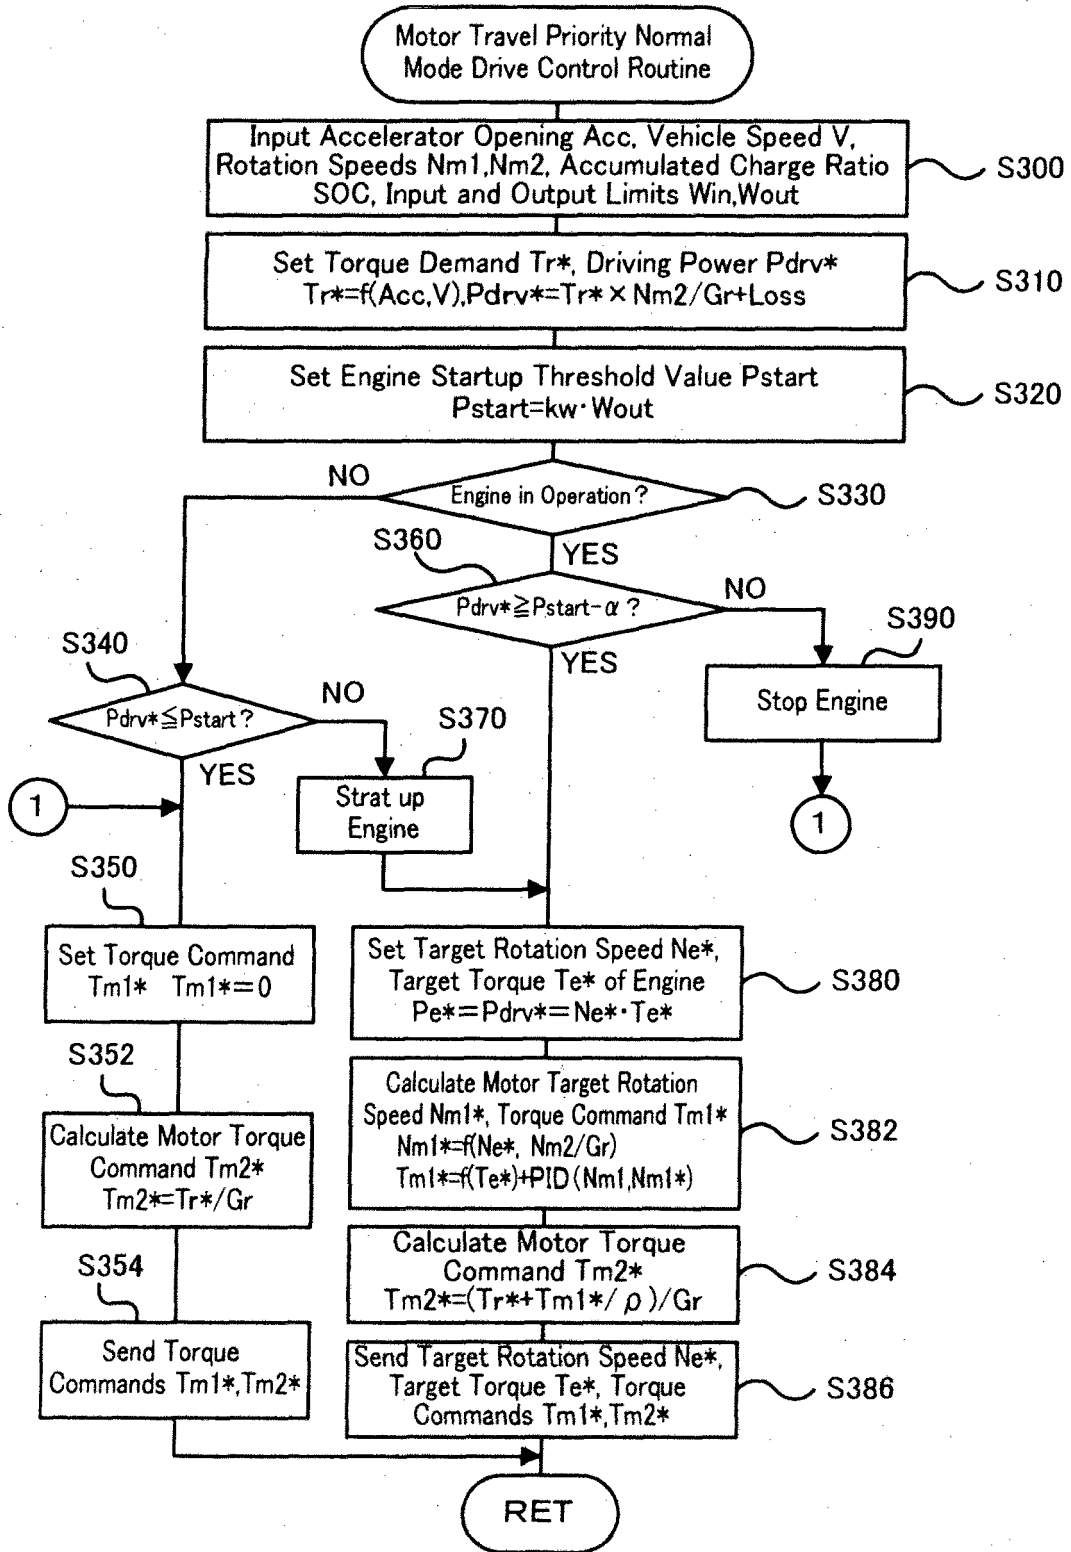 Motor Travel Priority Normal
Mode Drive Control Routine
Input Accelerator Opening Acc, Vehicle Speed V,
Rotation Speeds Nm1,Nm2, Accumulated Charge Ratio
SOC, Input and Output Limits Win,Wout
S300
Set Torque Demand Tr*, Driving Power Pdrv*
Tr*=f(Acc,V),Pdrv*=Tr*×Nm2/Gr+Loss
S310
Set Engine Startup Threshold Value Pstart
Pstart=kw·Wout
S320
NO
Engine in Operation?
S330
S360
YES
Pdrv*≧Pstart-α?
NO
S390
S340
YES
Stop Engine
Pdrv*≦Pstart?
NO
S370
YES
1
Strat up
Engine
1
S350
Set Torque Command
Tm1* Tm1*=0
Set Target Rotation Speed Ne*,
Target Torque Te* of Engine
Pe*=Pdrv*=Ne*·Te*
S380
S352
Calculate Motor Torque
Command Tm2*
Tm2*=Tr*/Gr
Calculate Motor Target Rotation
Speed Nm1*, Torque Command Tm1*
Nm1*=f(Ne*, Nm2/Gr)
Tm1*=f(Te*)+PID(Nm1,Nm1*)
S382
S354
Send Torque
Commands Tm1*,Tm2*
Calculate Motor Torque
Command Tm2*
Tm2*=(Tr*+Tm1*/ρ)/Gr
S384
Send Target Rotation Speed Ne*,
Target Torque Te*, Torque
Commands Tm1*,Tm2*
S386
RET